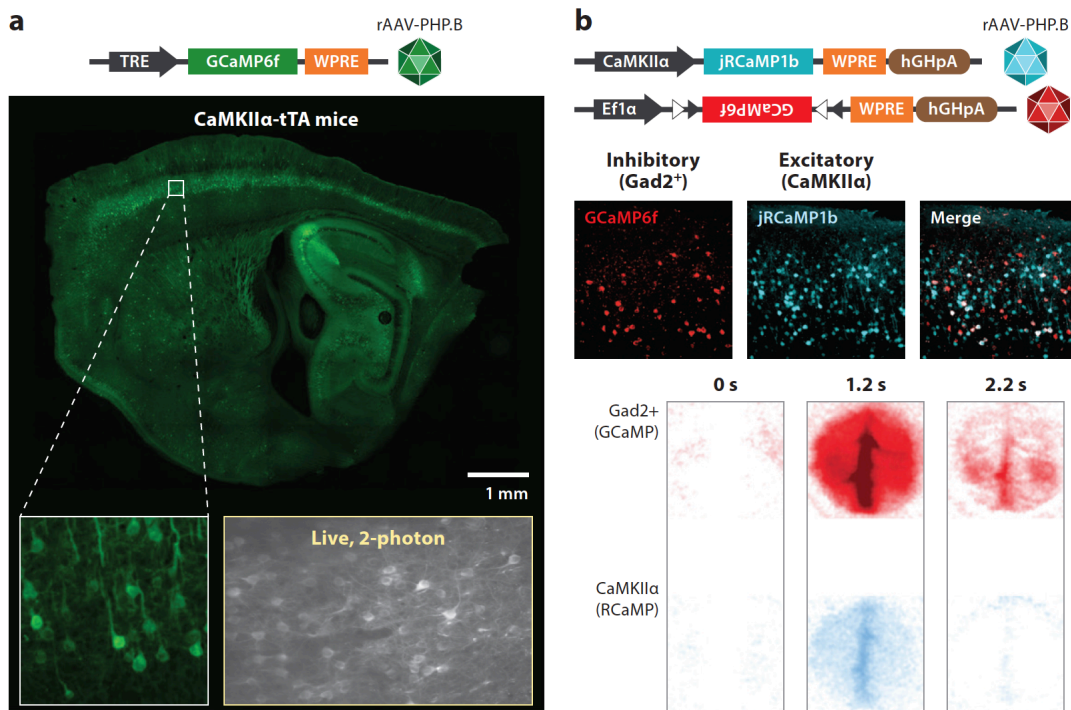 a
rAAV-PHP.B
TRE
GCaMP6f
WPRE
CaMKIIα-tTA mice
1 mm
Live, 2-photon
b
rAAV-PHP.B
CaMKIIα
jRCaMP1b
WPRE
hGHpA
Ef1α
GCaMP6f
WPRE
hGHpA
Inhibitory
(Gad2⁺)
Excitatory
(CaMKIIα)
GCaMP6f
jRCaMP1b
Merge
0 s
1.2 s
2.2 s
Gad2+
(GCaMP)
CaMKIIα
(RCaMP)